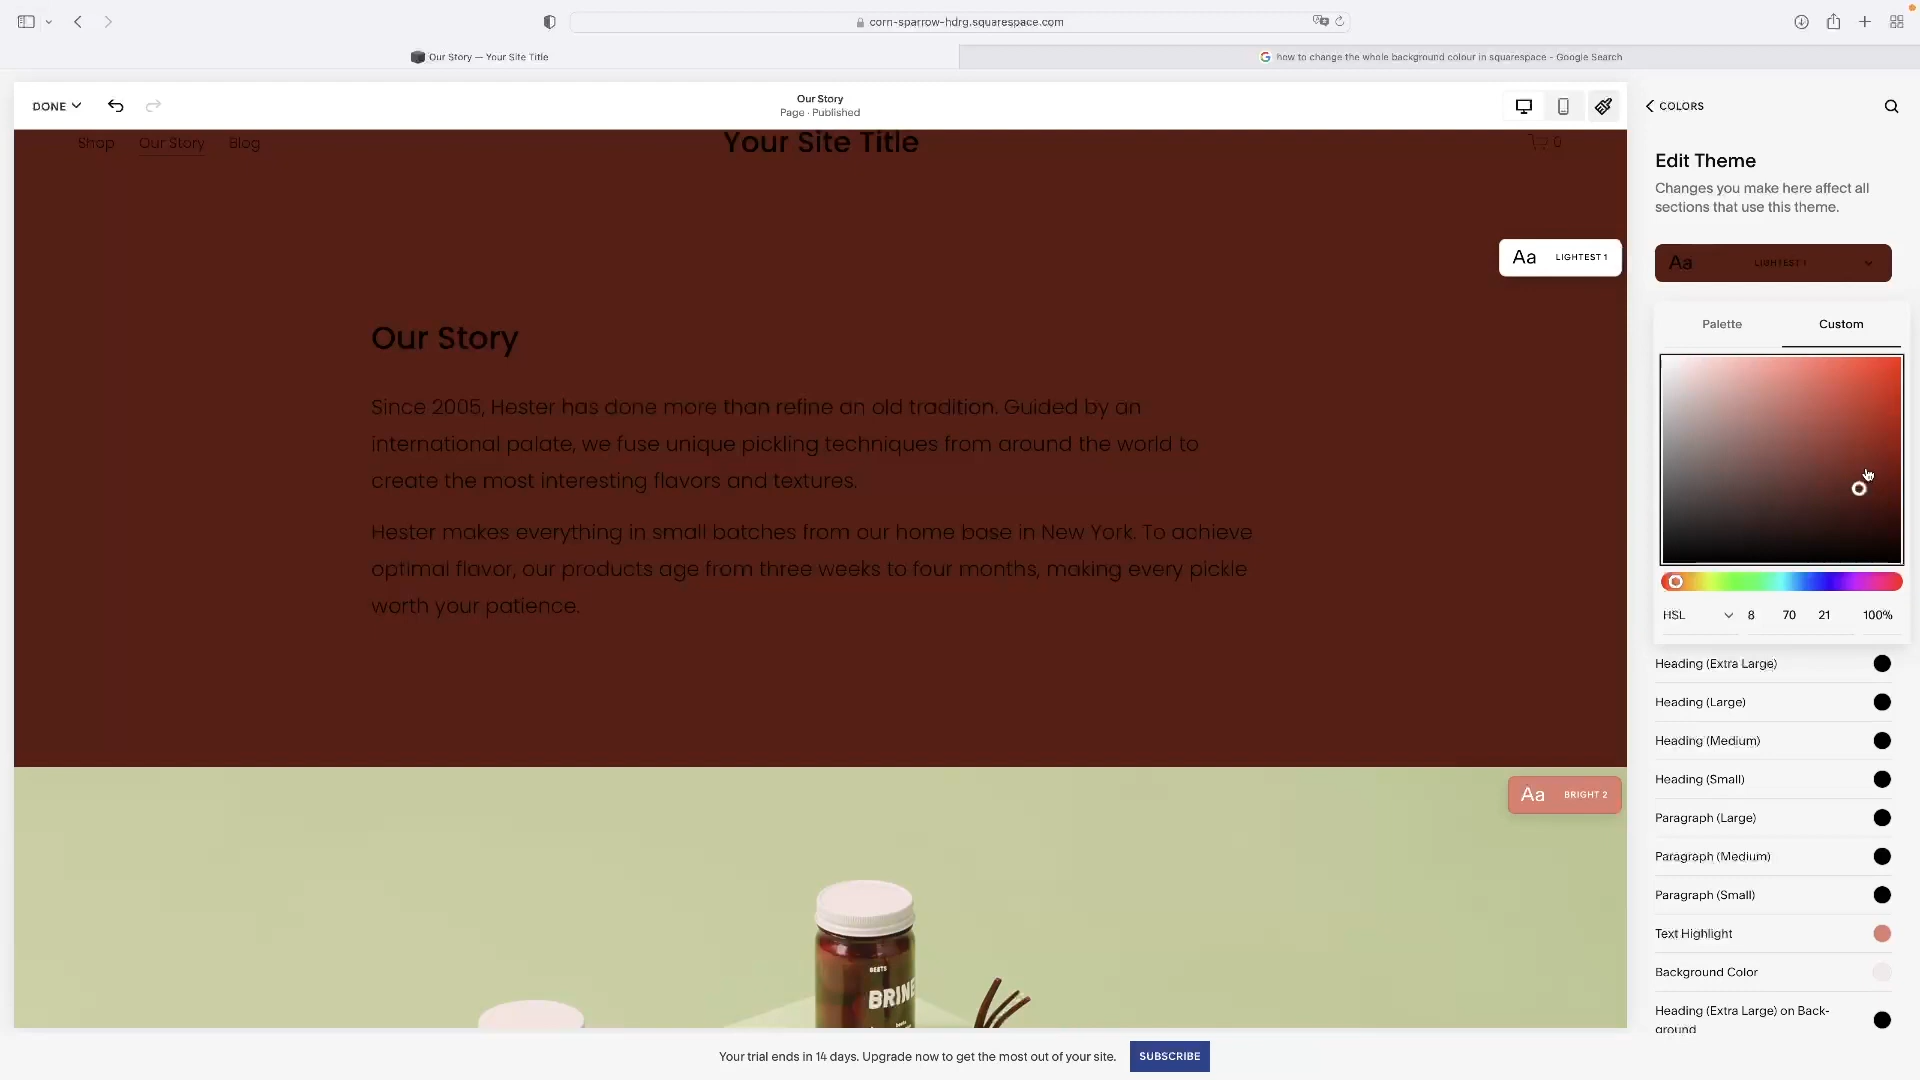 corn-sparrow-hdrg.squarespace.com
Our Story — Your Site Title
how to change the whole background colour in squarespace - Google Search
DONE
Our Story
Page · Published
COLORS
Shop Our Story Blog
Your Site Title
0
Edit Theme
Changes you make here affect all
sections that use this theme.
Aa LIGHTEST 1
Aa LIGHTEST 1
Palette Custom
Our Story
Since 2005, Hester has done more than refine an old tradition. Guided by an
international palate, we fuse unique pickling techniques from around the world to
create the most interesting flavors and textures.
Hester makes everything in small batches from our home base in New York. To achieve
optimal flavor, our products age from three weeks to four months, making every pickle
worth your patience.
HSL 8 70 21 100%
Heading (Extra Large)
Heading (Large)
Heading (Medium)
Heading (Small)
Paragraph (Large)
Paragraph (Medium)
Paragraph (Small)
Text Highlight
Background Color
Heading (Extra Large) on Back-
ground
Aa BRIGHT 2
BEETS
BRINE
Your trial ends in 14 days. Upgrade now to get the most out of your site.
SUBSCRIBE